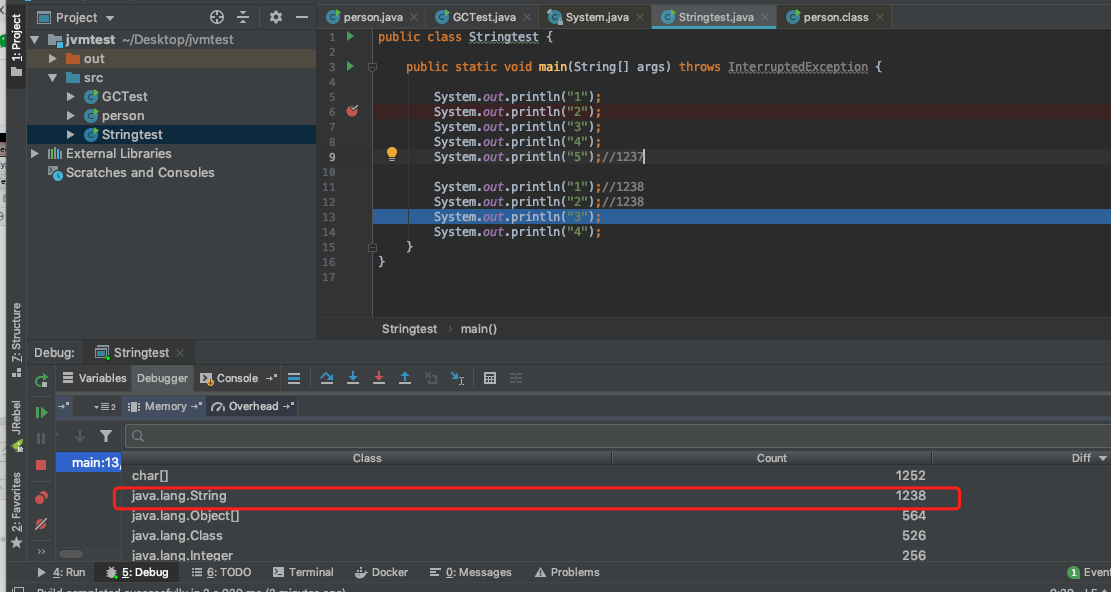 Project
person.java
GCTest.java
System.java
Stringtest.java
person.class
1: Project
jvmtest ~/Desktop/jvmtest
out
src
GCTest
person
Stringtest
External Libraries
Scratches and Consoles
1 public class Stringtest {
2
3 public static void main(String[] args) throws InterruptedException {
4
5 System.out.println("1");
6 System.out.println("2");
7 System.out.println("3");
8 System.out.println("4");
9 System.out.println("5");//1237
10
11 System.out.println("1");//1238
12 System.out.println("2");//1238
13 System.out.println("3");
14 System.out.println("4");
15 }
16 }
17
Stringtest › main()
7: Structure
JRebel
2: Favorites
Debug: Stringtest
Variables Debugger Console
Memory Overhead
main:13,
Class Count Diff
char[] 1252
java.lang.String 1238
java.lang.Object[] 564
java.lang.Class 526
java.lang.Integer 256
4: Run 5: Debug 6: TODO Terminal Docker 0: Messages Problems 1 Event